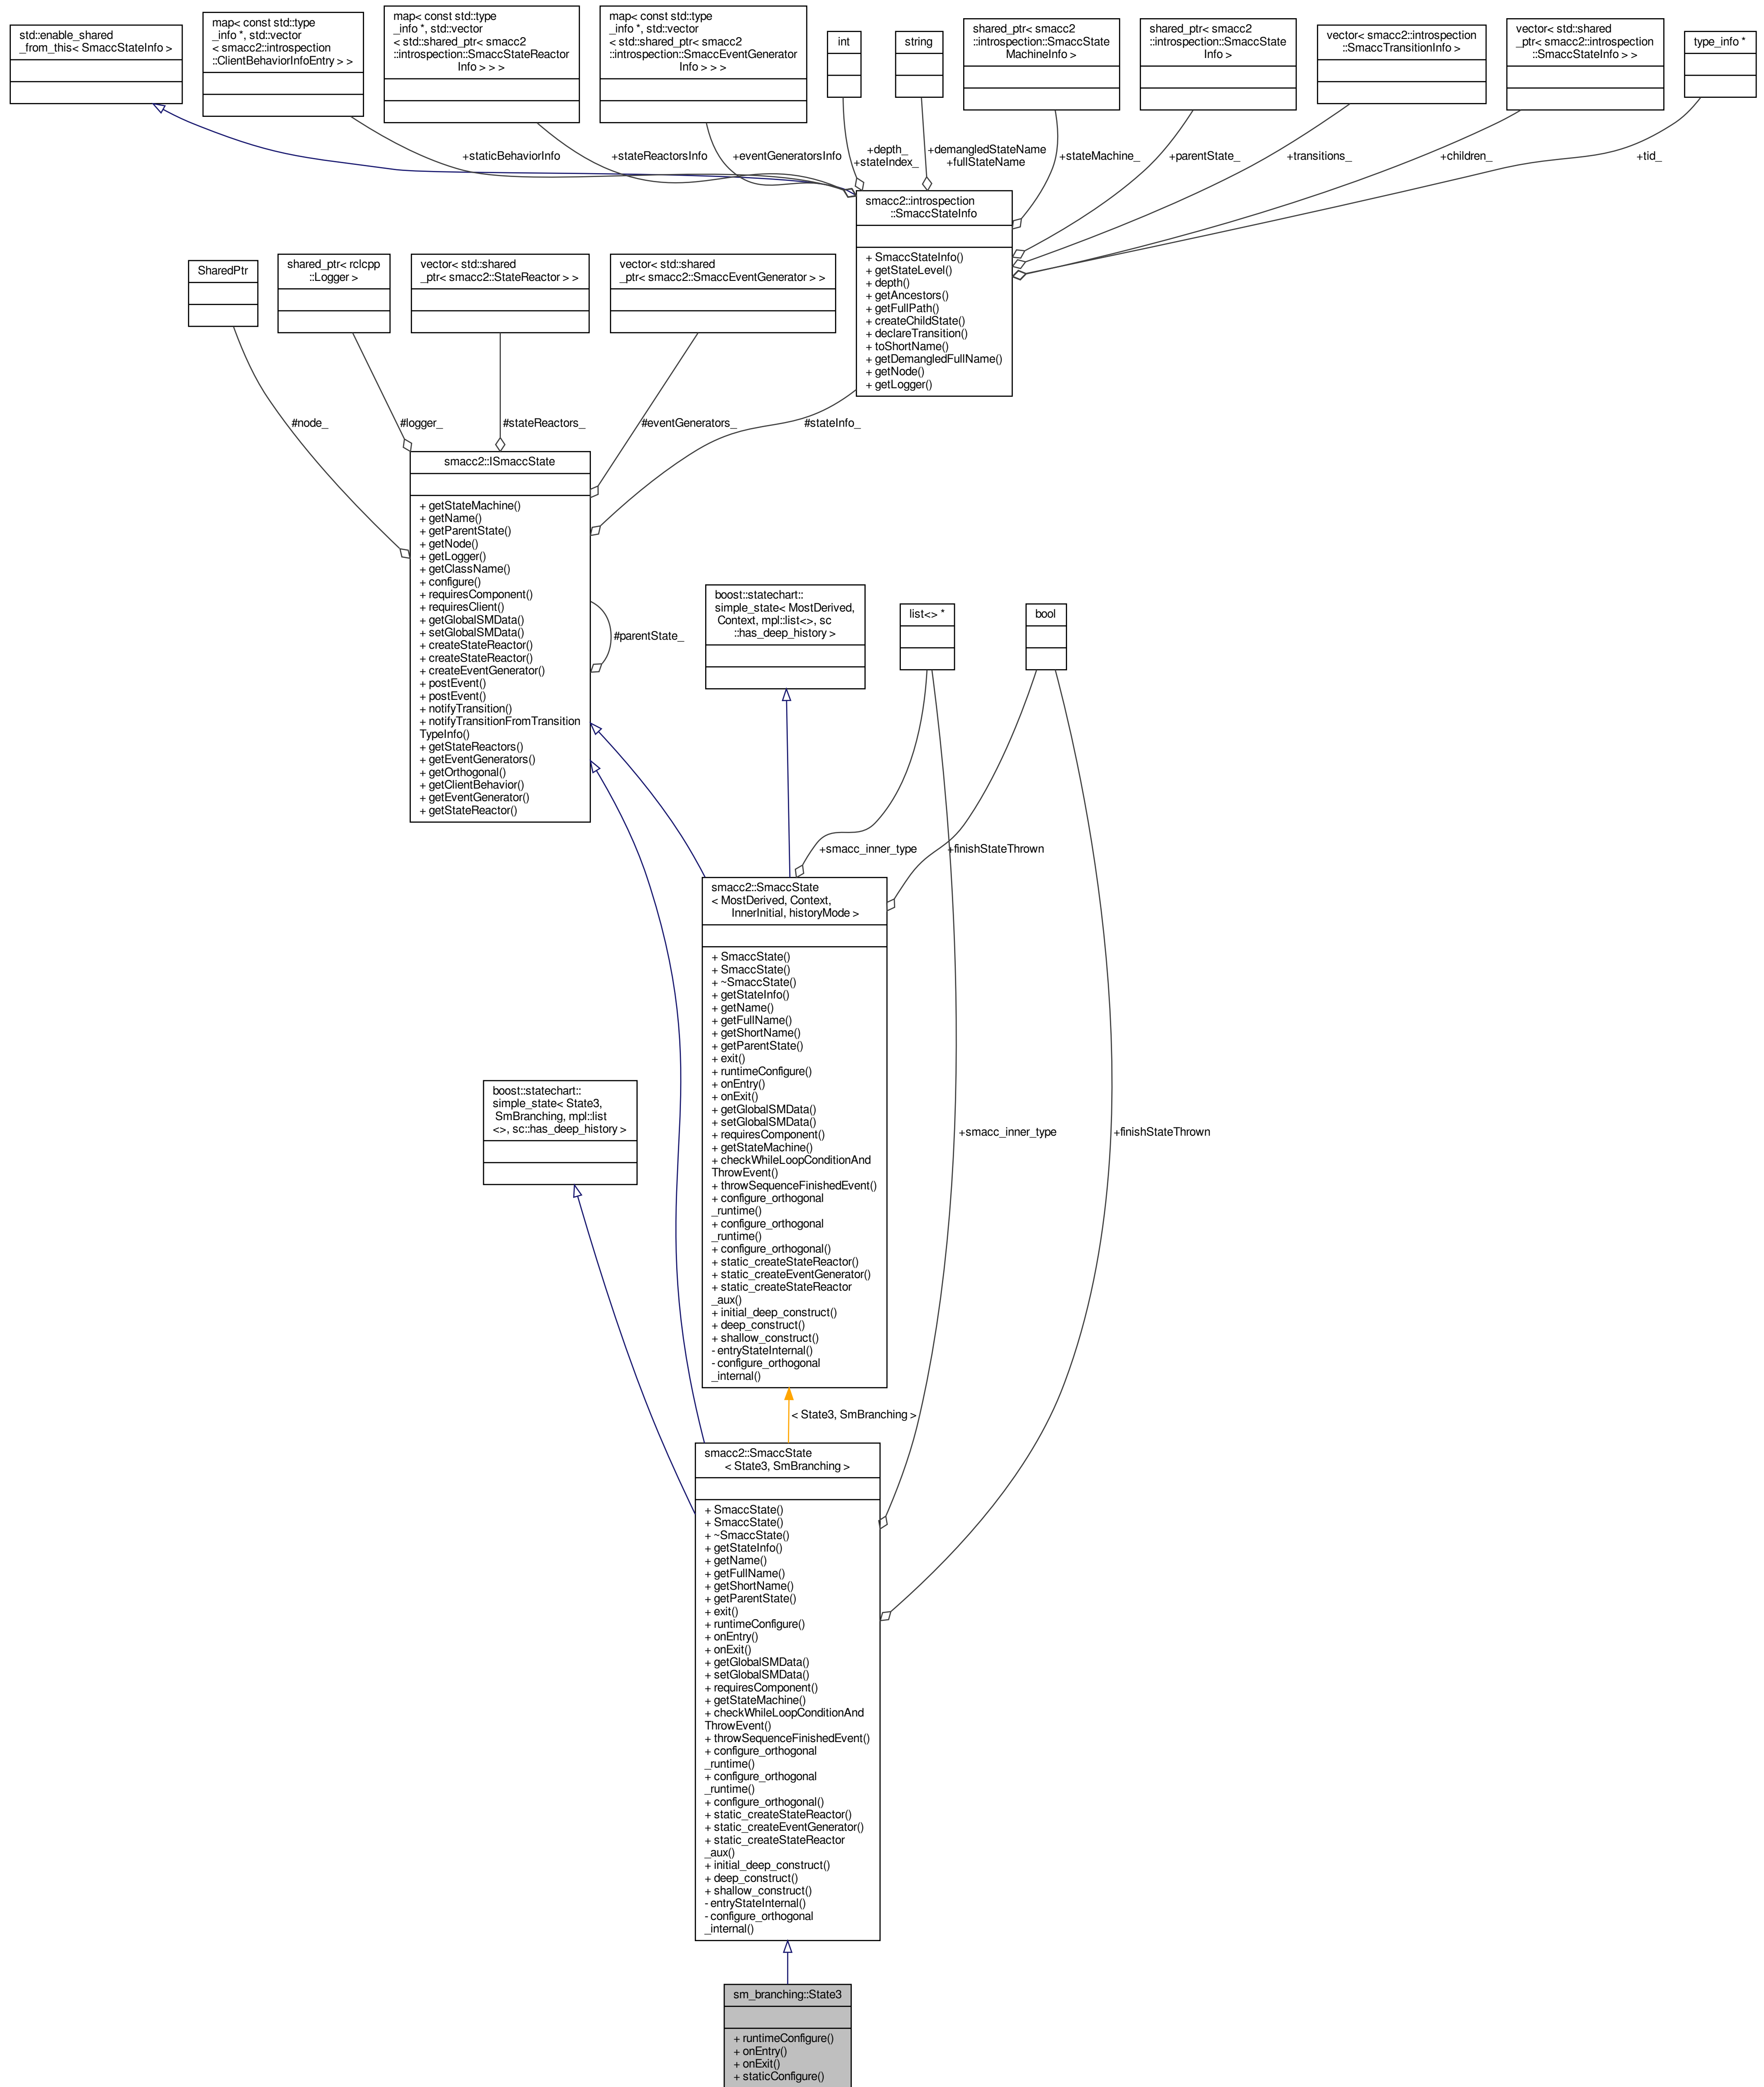 std::enable_shared
_from_this< SmaccStateInfo >
map< const std::type
_info *, std::vector
< smacc2::introspection
::ClientBehaviorInfoEntry > >
map< const std::type
_info *, std::vector
< std::shared_ptr< smacc2
::introspection::SmaccStateReactor
Info > > >
map< const std::type
_info *, std::vector
< std::shared_ptr< smacc2
::introspection::SmaccEventGenerator
Info > > >
int
string
shared_ptr< smacc2
::introspection::SmaccState
MachineInfo >
shared_ptr< smacc2
::introspection::SmaccState
Info >
vector< smacc2::introspection
::SmaccTransitionInfo >
vector< std::shared
_ptr< smacc2::introspection
::SmaccStateInfo > >
type_info *
+staticBehaviorInfo
+stateReactorsInfo
+eventGeneratorsInfo
+depth_
+stateIndex_
+demangledStateName
+fullStateName
+stateMachine_
+parentState_
+transitions_
+children_
+tid_
smacc2::introspection
::SmaccStateInfo
+ SmaccStateInfo()
+ getStateLevel()
+ depth()
+ getAncestors()
+ getFullPath()
+ createChildState()
+ declareTransition()
+ toShortName()
+ getDemangledFullName()
+ getNode()
+ getLogger()
SharedPtr
shared_ptr< rclcpp
::Logger >
vector< std::shared
_ptr< smacc2::StateReactor > >
vector< std::shared
_ptr< smacc2::SmaccEventGenerator > >
#node_
#logger_
#stateReactors_
#eventGenerators_
#stateInfo_
smacc2::ISmaccState
+ getStateMachine()
+ getName()
+ getParentState()
+ getNode()
+ getLogger()
+ getClassName()
+ configure()
+ requiresComponent()
+ requiresClient()
+ getGlobalSMData()
+ setGlobalSMData()
+ createStateReactor()
+ createStateReactor()
+ createEventGenerator()
+ postEvent()
+ postEvent()
+ notifyTransition()
+ notifyTransitionFromTransition
TypeInfo()
+ getStateReactors()
+ getEventGenerators()
+ getOrthogonal()
+ getClientBehavior()
+ getEventGenerator()
+ getStateReactor()
#parentState_
boost::statechart::
simple_state< MostDerived,
Context, mpl::list<>, sc
::has_deep_history >
list<> *
bool
+smacc_inner_type
+finishStateThrown
smacc2::SmaccState
< MostDerived, Context,
InnerInitial, historyMode >
+ SmaccState()
+ SmaccState()
+ ~SmaccState()
+ getStateInfo()
+ getName()
+ getFullName()
+ getShortName()
+ getParentState()
+ exit()
+ runtimeConfigure()
+ onEntry()
+ onExit()
+ getGlobalSMData()
+ setGlobalSMData()
+ requiresComponent()
+ getStateMachine()
+ checkWhileLoopConditionAnd
ThrowEvent()
+ throwSequenceFinishedEvent()
+ configure_orthogonal
_runtime()
+ configure_orthogonal
_runtime()
+ configure_orthogonal()
+ static_createStateReactor()
+ static_createEventGenerator()
+ static_createStateReactor
_aux()
+ initial_deep_construct()
+ deep_construct()
+ shallow_construct()
- entryStateInternal()
- configure_orthogonal
_internal()
boost::statechart::
simple_state< State3,
SmBranching, mpl::list
<>, sc::has_deep_history >
+smacc_inner_type
+finishStateThrown
< State3, SmBranching >
smacc2::SmaccState
< State3, SmBranching >
+ SmaccState()
+ SmaccState()
+ ~SmaccState()
+ getStateInfo()
+ getName()
+ getFullName()
+ getShortName()
+ getParentState()
+ exit()
+ runtimeConfigure()
+ onEntry()
+ onExit()
+ getGlobalSMData()
+ setGlobalSMData()
+ requiresComponent()
+ getStateMachine()
+ checkWhileLoopConditionAnd
ThrowEvent()
+ throwSequenceFinishedEvent()
+ configure_orthogonal
_runtime()
+ configure_orthogonal
_runtime()
+ configure_orthogonal()
+ static_createStateReactor()
+ static_createEventGenerator()
+ static_createStateReactor
_aux()
+ initial_deep_construct()
+ deep_construct()
+ shallow_construct()
- entryStateInternal()
- configure_orthogonal
_internal()
sm_branching::State3
+ runtimeConfigure()
+ onEntry()
+ onExit()
+ staticConfigure()